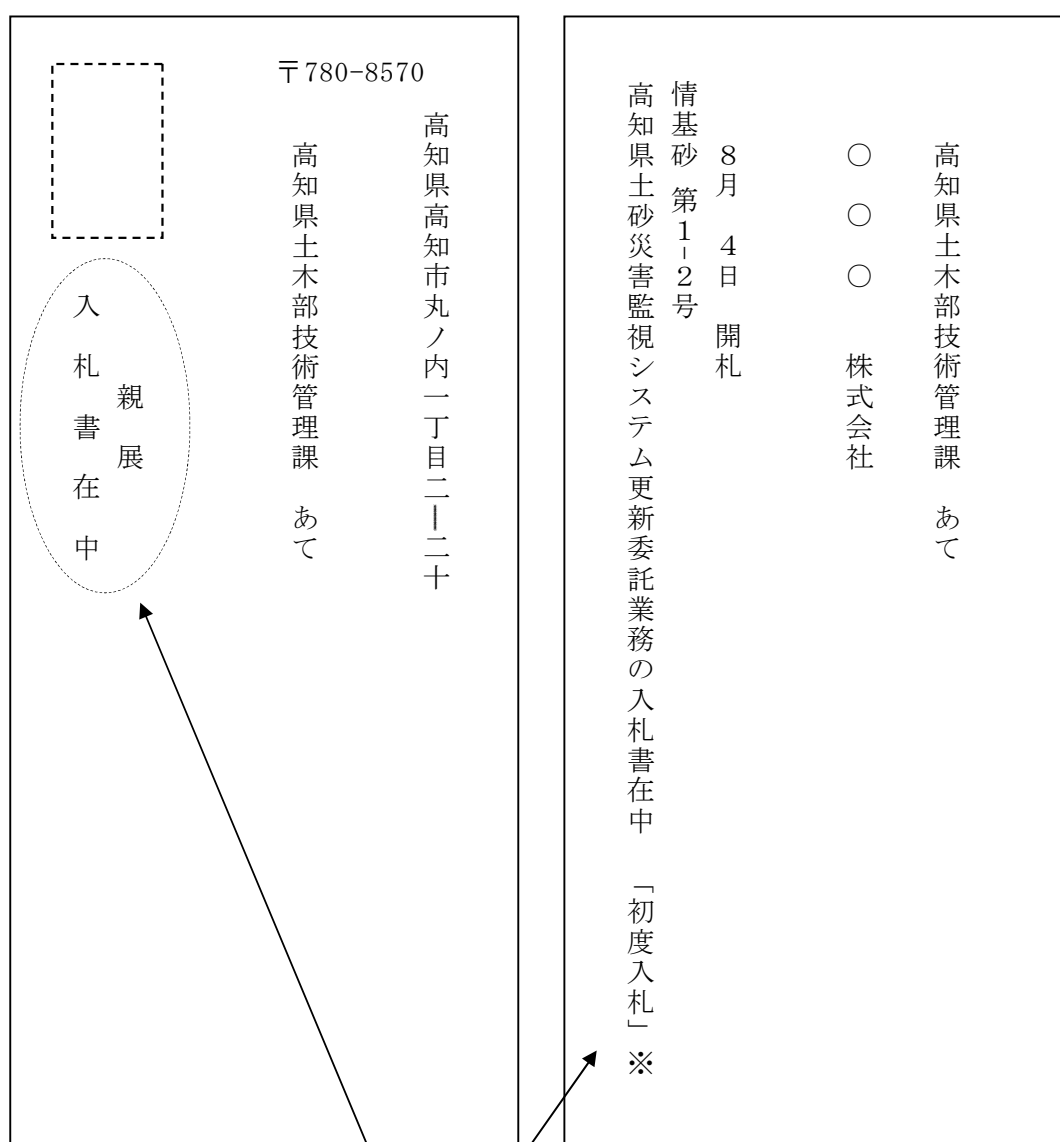 〒780-8570
高知県高知市丸ノ内一丁目二―二十
高知県土木部技術管理課　あて
親展
入札書在中
高知県土木部技術管理課　あて
〇〇〇　株式会社
８月　４日　開札
情基砂　第１-２号
高知県土砂災害監視システム更新委託業務の入札書在中　「初度入札」※